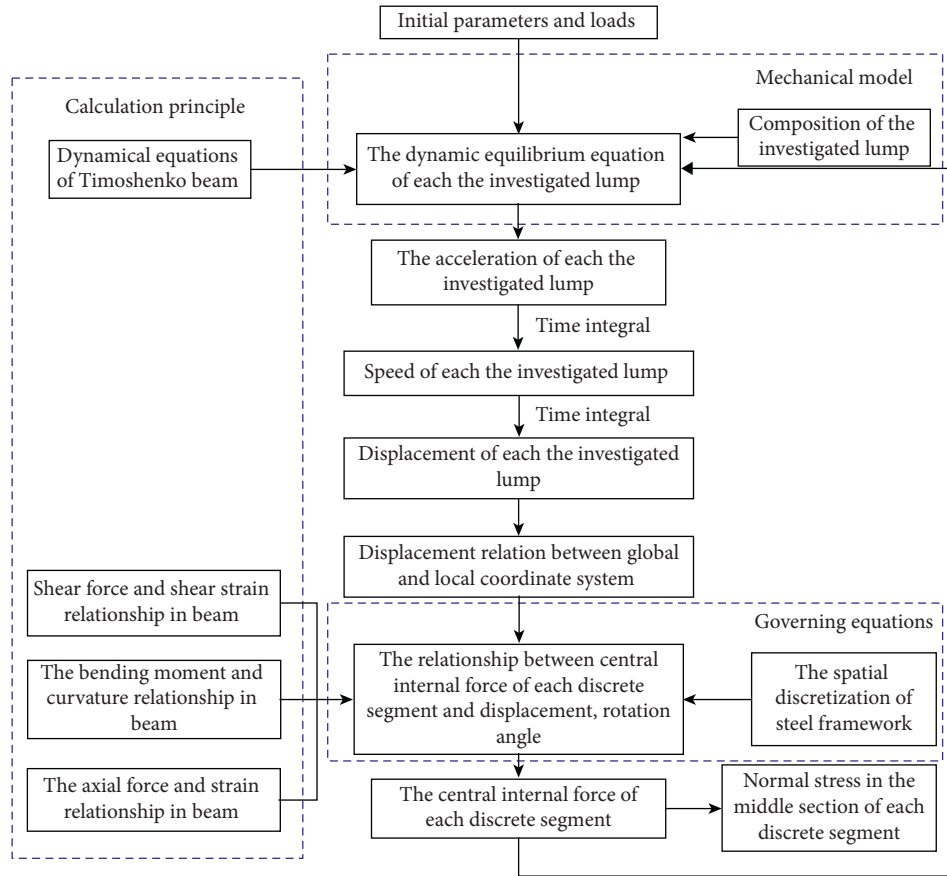 Initial parameters and loads
Mechanical model
Calculation principle
Composition of the
investigated lump
Dynamical equations
of Timoshenko beam
The dynamic equilibrium equation
of each the investigated lump
The acceleration of each the
investigated lump
Time integral
Speed of each the investigated lump
Time integral
Displacement of each the investigated
lump
Displacement relation between global
and local coordinate system
Shear force and shear strain
relationship in beam
Governing equations
The bending moment and
curvature relationship in
beam
The relationship between central
internal force of each discrete
segment and displacement, rotation
angle
The spatial
discretization of
steel framework
The axial force and strain
relationship in beam
The central internal force of
each discrete segment
Normal stress in the
middle section of each
discrete segment